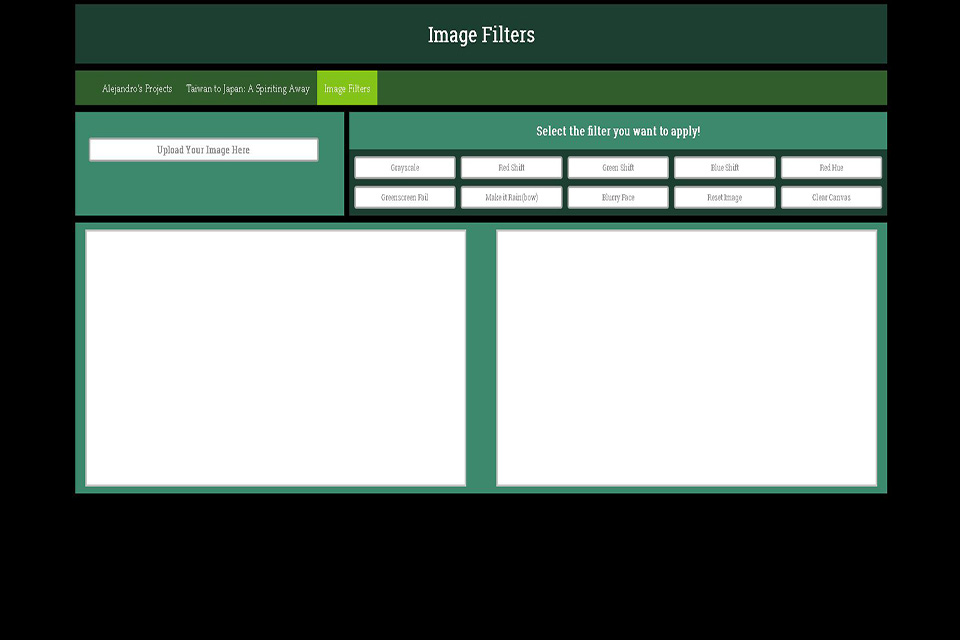 Image Filters
Alejandro's Projects Taiwan to Japan: A Spiriting Away Image Filters
Upload Your Image Here
Select the filter you want to apply!
Grayscale Red Shift Green Shift Blue Shift Red Hue
Greenscreen Fail Make it Rain(bow) Blurry Face Reset Image Clear Canvas